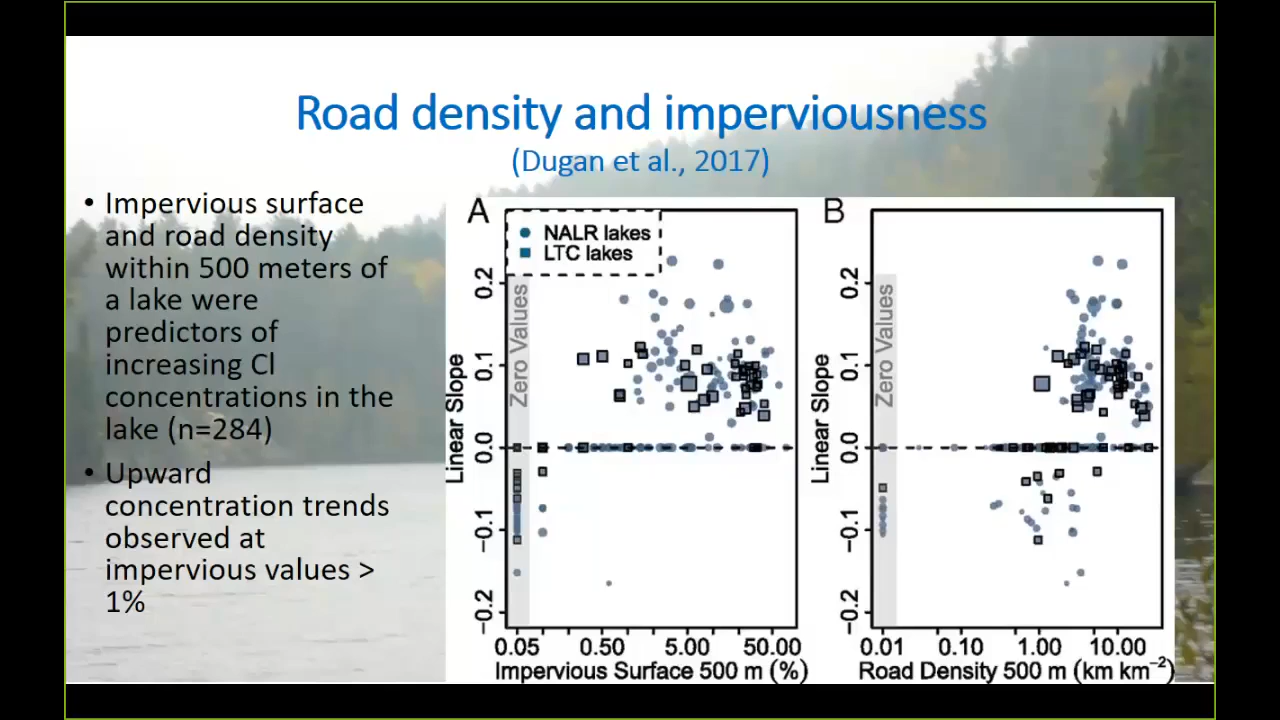 Road density and imperviousness
(Dugan et al., 2017)
• Impervious surface
and road density
within 500 meters of
a lake were
predictors of
increasing Cl
concentrations in the
lake (n=284)
• Upward
concentration trends
observed at
impervious values >
1%
A
NALR lakes
LTC lakes
Zero Values
Linear Slope
0.2
0.1
0.0
−0.1
−0.2
0.05 0.50 5.00 50.00
Impervious Surface 500 m (%)
B
Zero Values
Linear Slope
0.2
0.1
0.0
−0.1
−0.2
0.01 0.10 1.00 10.00
Road Density 500 m (km km⁻²)